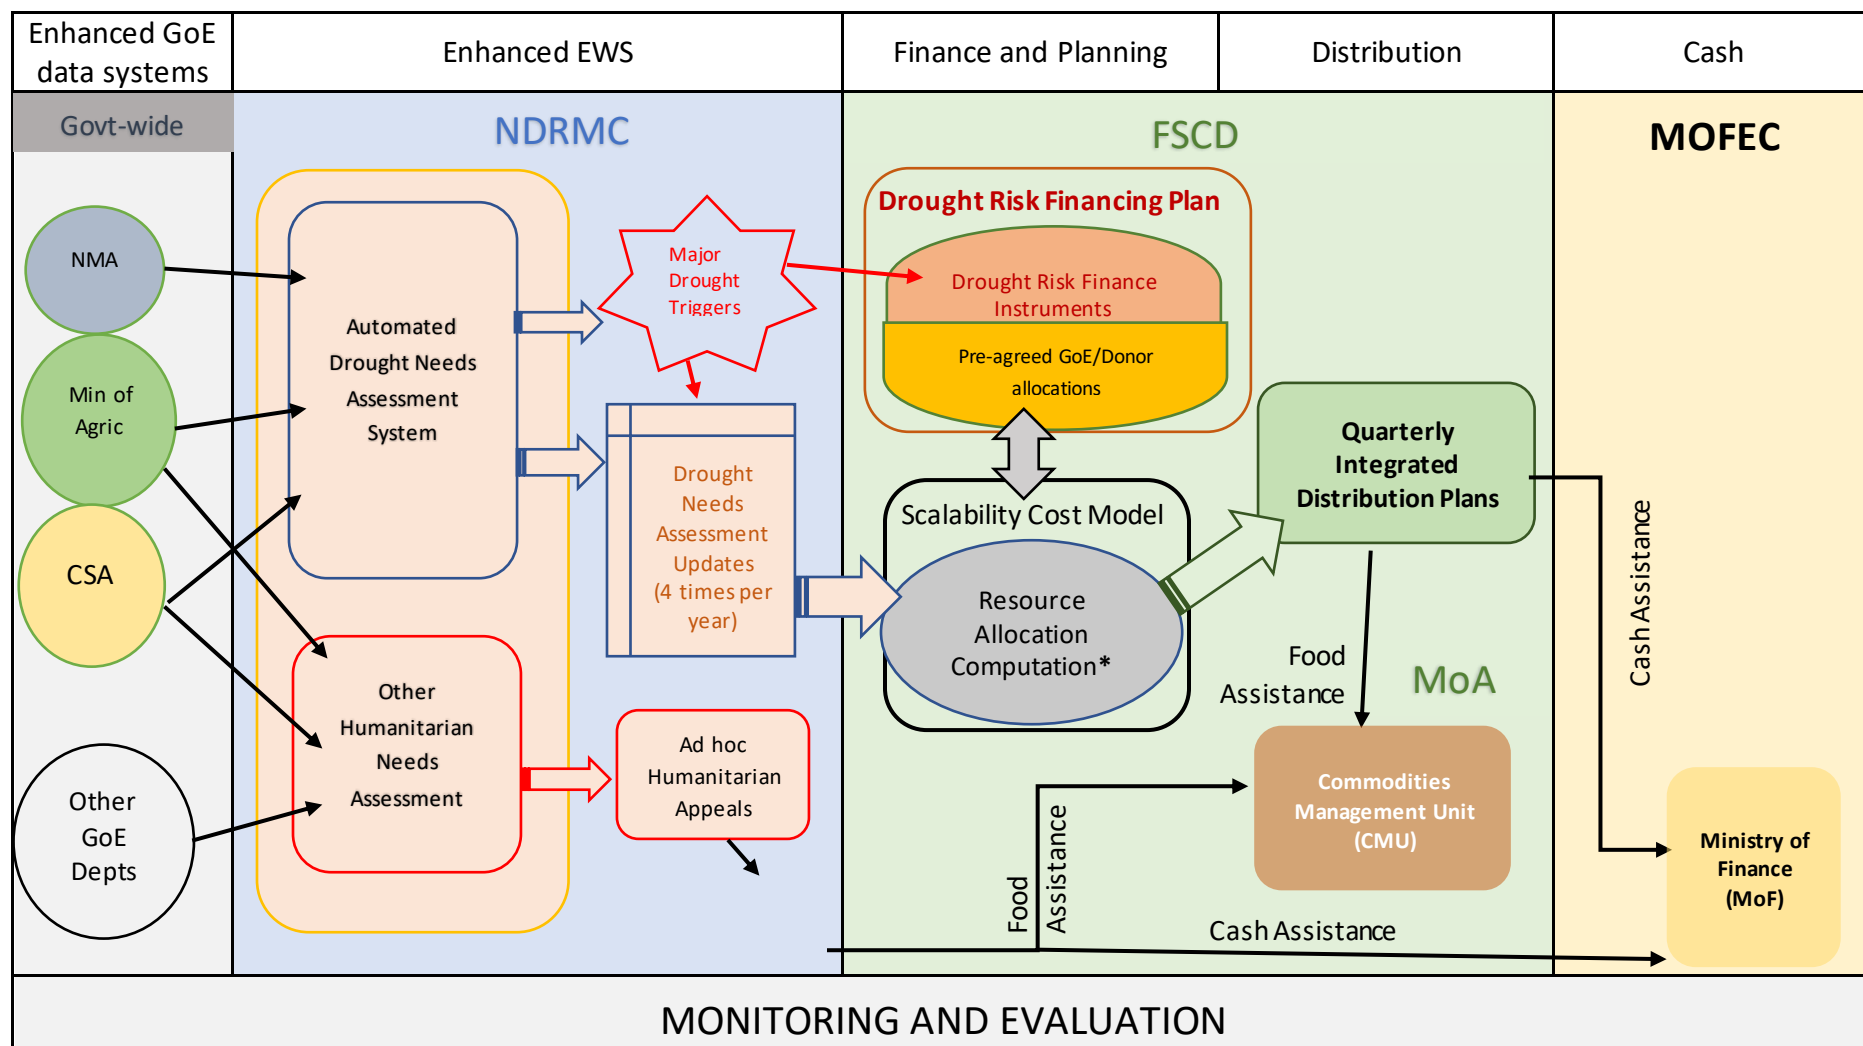 Enhanced GoE
data systems
Enhanced EWS
Finance and Planning
Distribution
Cash
Govt-wide
NDRMC
FSCD
MOFEC
NMA
Min of
Agric
CSA
Other
GoE
Depts
Automated
Drought Needs
Assessment
System
Other
Humanitarian
Needs
Assessment
Major
Drought
Triggers
Drought
Needs
Assessment
Updates
(4 times per
year)
Ad hoc
Humanitarian
Appeals
Drought Risk Financing Plan
Drought Risk Finance
Instruments
Pre-agreed GoE/Donor
allocations
Scalability Cost Model
Resource
Allocation
Computation*
Quarterly
Integrated
Distribution Plans
Food
Assistance
MoA
Commodities
Management Unit
(CMU)
Food
Assistance
Cash Assistance
Cash Assistance
Ministry of
Finance
(MoF)
MONITORING AND EVALUATION